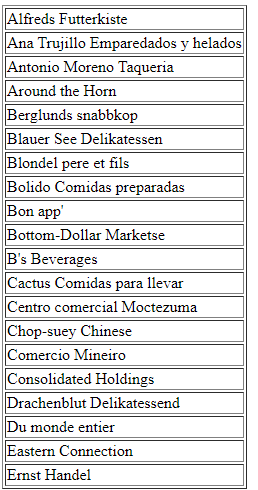 Alfreds Futterkiste
Ana Trujillo Emparedados y helados
Antonio Moreno Taqueria
Around the Horn
Berglunds snabbkop
Blauer See Delikatessen
Blondel pere et fils
Bolido Comidas preparadas
Bon app'
Bottom-Dollar Marketse
B's Beverages
Cactus Comidas para llevar
Centro comercial Moctezuma
Chop-suey Chinese
Comercio Mineiro
Consolidated Holdings
Drachenblut Delikatessend
Du monde entier
Eastern Connection
Ernst Handel